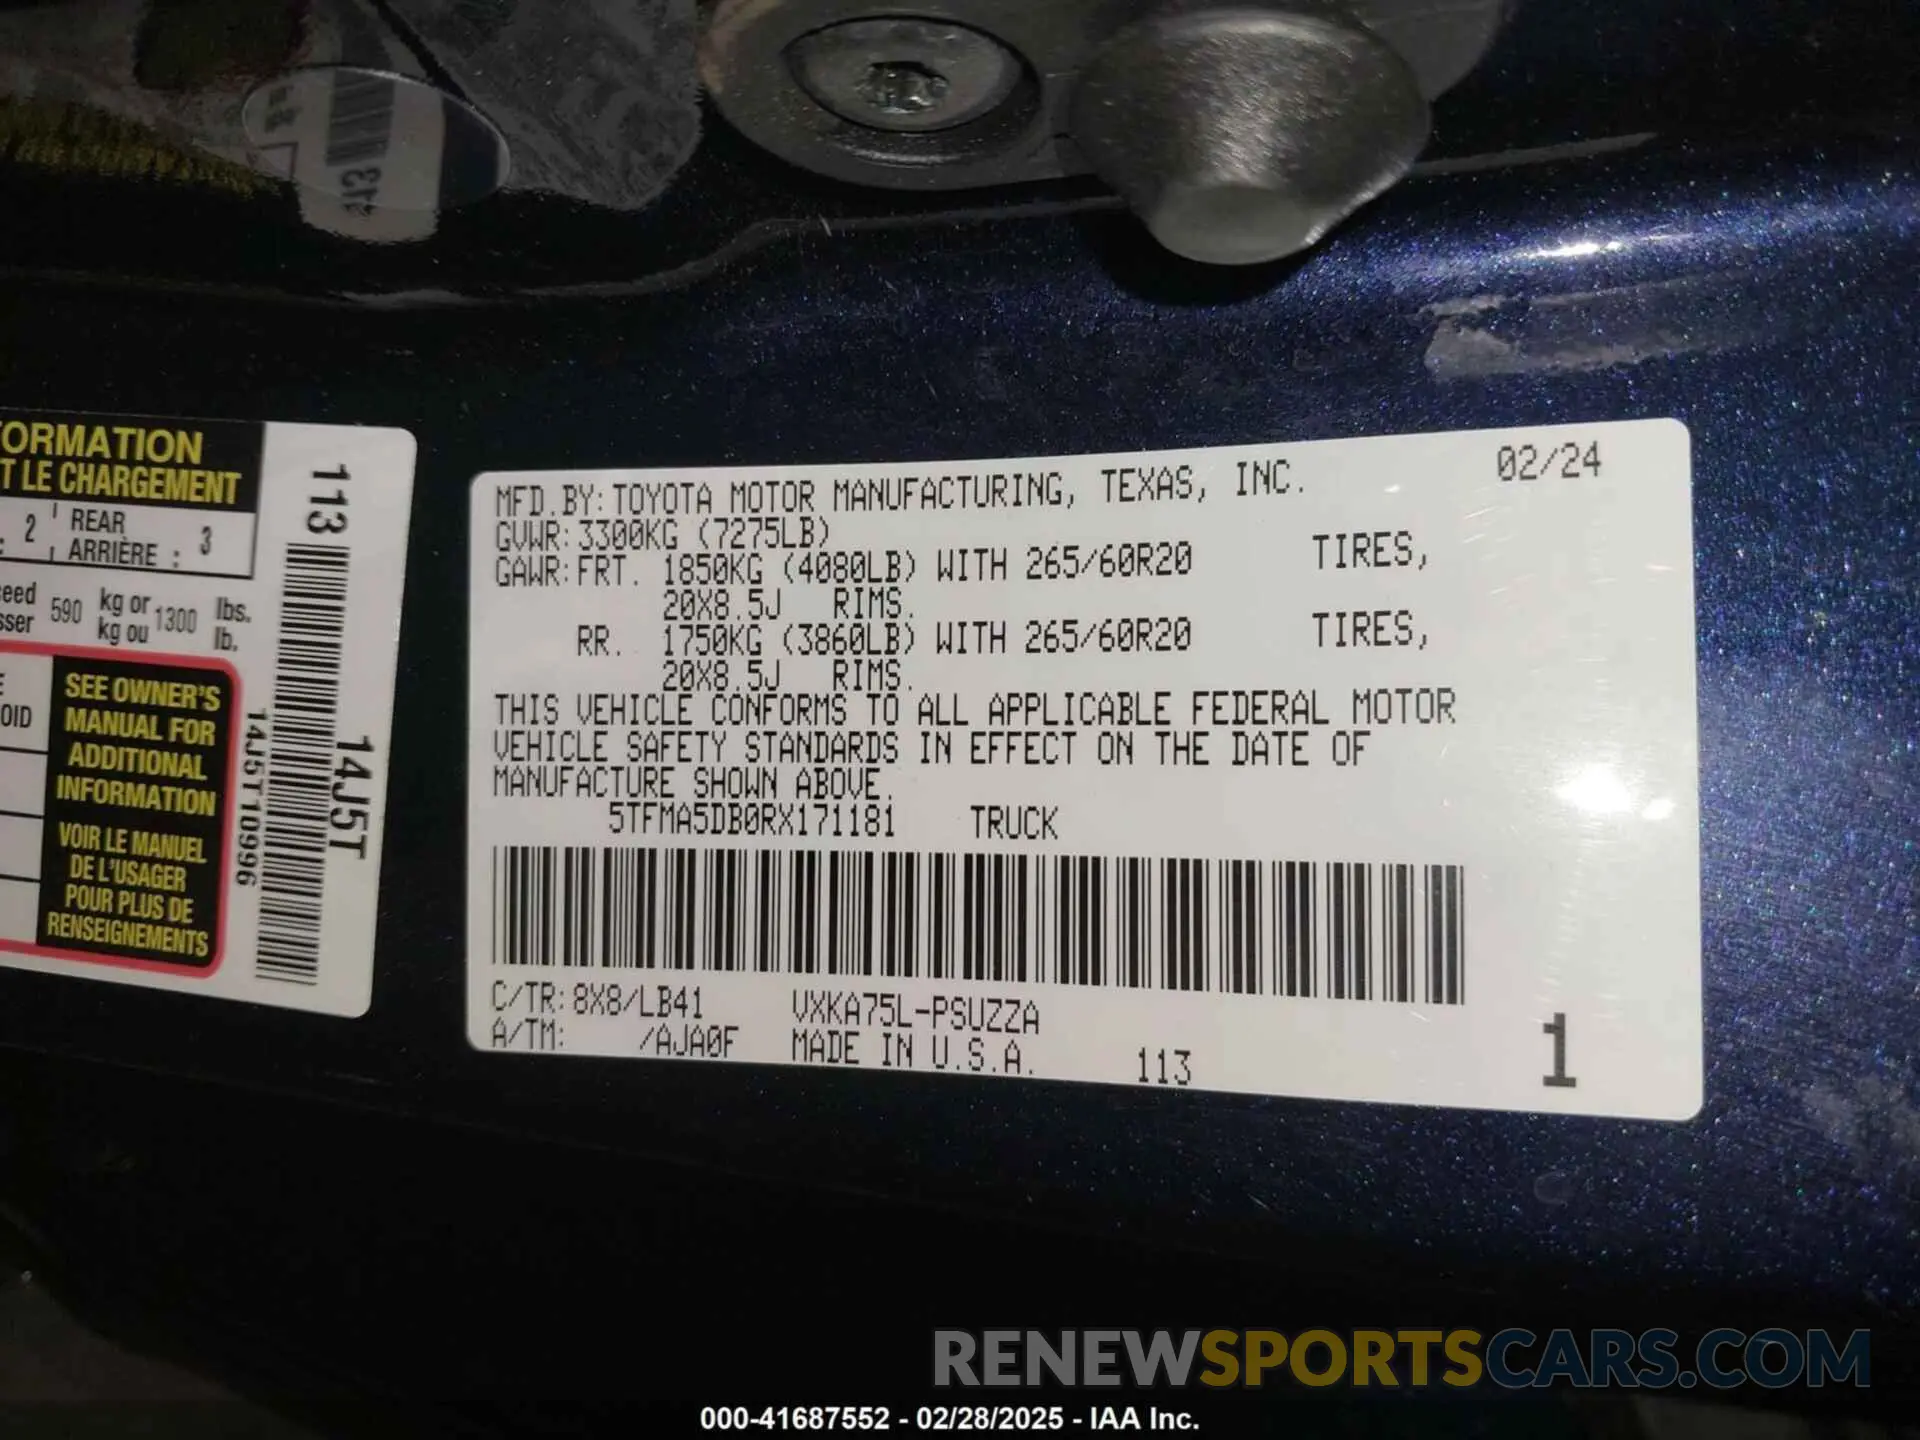 413
FORMATION
T LE CHARGEMENT
2 REAR
ARRIÈRE : 3
590 kg or 1300 lbs.
kg ou lb.
OID
SEE OWNER'S
MANUAL FOR
ADDITIONAL
INFORMATION
VOIR LE MANUEL
DE L'USAGER
POUR PLUS DE
RENSEIGNEMENTS
113
14J5T
14J5T10996
MFD.BY:TOYOTA MOTOR MANUFACTURING, TEXAS, INC. 02/24
GVWR:3300KG (7275LB)
GAWR:FRT. 1850KG (4080LB) WITH 265/60R20 TIRES,
20X8.5J RIMS.
RR. 1750KG (3860LB) WITH 265/60R20 TIRES,
20X8.5J RIMS.
THIS VEHICLE CONFORMS TO ALL APPLICABLE FEDERAL MOTOR
VEHICLE SAFETY STANDARDS IN EFFECT ON THE DATE OF
MANUFACTURE SHOWN ABOVE.
5TFMA5DB0RX171181 TRUCK
C/TR:8X8/LB41 VXKA75L-PSUZZA
A/TM: /AJA0F MADE IN U.S.A. 113
1
RENEWSPORTSCARS.COM
000-41687552 - 02/28/2025 - IAA Inc.